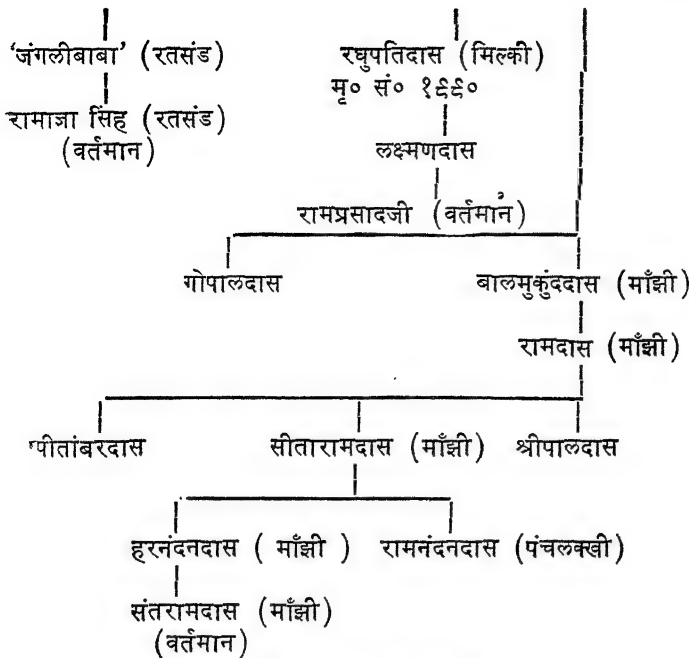 'जंगलीबाबा' (रतसंड) रघुपतिदास (मिल्की)
मृ० सं० १९९०
रामाज्ञा सिंह (रतसंड)
(वर्तमान) लक्ष्मणदास
रामप्रसादजी (वर्तमान)
गोपालदास बालमुकुंददास (माँझी)
रामदास (माँझी)
पीतांबरदास सीतारामदास (माँझी) श्रीपालदास
हरनंदनदास ( माँझी ) रामनंदनदास (पंचलक्खी)
संतरामदास (माँझी)
(वर्तमान)